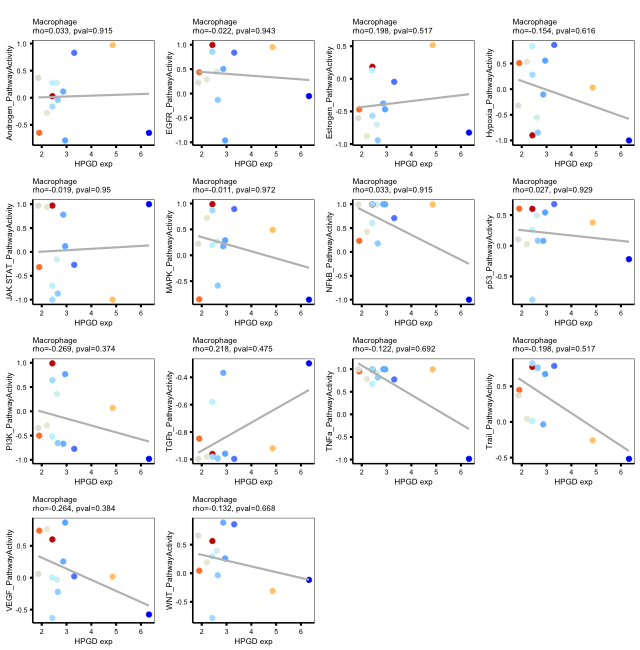 Macrophage
rho=0.033, pval=0.915
Androgen_PathwayActivity
1.0
0.5
0.0
-0.5
2 3 4 5 6
HPGD exp
Macrophage
rho=-0.022, pval=0.943
EGFR_PathwayActivity
1.0
0.5
0.0
-0.5
-1.0
2 3 4 5 6
HPGD exp
Macrophage
rho=0.198, pval=0.517
Estrogen_PathwayActivity
0.5
0.0
-0.5
-1.0
2 3 4 5 6
HPGD exp
Macrophage
rho=-0.154, pval=0.616
Hypoxia_PathwayActivity
0.5
0.0
-0.5
-1.0
2 3 4 5 6
HPGD exp
Macrophage
rho=-0.019, pval=0.95
JAK.STAT_PathwayActivity
1.0
0.5
0.0
-0.5
-1.0
2 3 4 5 6
HPGD exp
Macrophage
rho=-0.011, pval=0.972
MAPK_PathwayActivity
1.0
0.5
0.0
-0.5
2 3 4 5 6
HPGD exp
Macrophage
rho=0.033, pval=0.915
NFkB_PathwayActivity
1.0
0.5
0.0
-0.5
-1.0
2 3 4 5 6
HPGD exp
Macrophage
rho=0.027, pval=0.929
p53_PathwayActivity
0.5
0.0
-0.5
2 3 4 5 6
HPGD exp
Macrophage
rho=-0.269, pval=0.374
PI3K_PathwayActivity
1.0
0.5
0.0
-0.5
-1.0
2 3 4 5 6
HPGD exp
Macrophage
rho=0.218, pval=0.475
TGFb_PathwayActivity
-0.4
-0.6
-0.8
-1.0
2 3 4 5 6
HPGD exp
Macrophage
rho=-0.122, pval=0.692
TNFa_PathwayActivity
1.0
0.5
0.0
-0.5
-1.0
2 3 4 5 6
HPGD exp
Macrophage
rho=-0.198, pval=0.517
Trail_PathwayActivity
0.5
0.0
-0.5
2 3 4 5 6
HPGD exp
Macrophage
rho=-0.264, pval=0.384
VEGF_PathwayActivity
0.5
0.0
-0.5
2 3 4 5 6
HPGD exp
Macrophage
rho=-0.132, pval=0.668
WNT_PathwayActivity
0.5
0.0
-0.5
2 3 4 5 6
HPGD exp